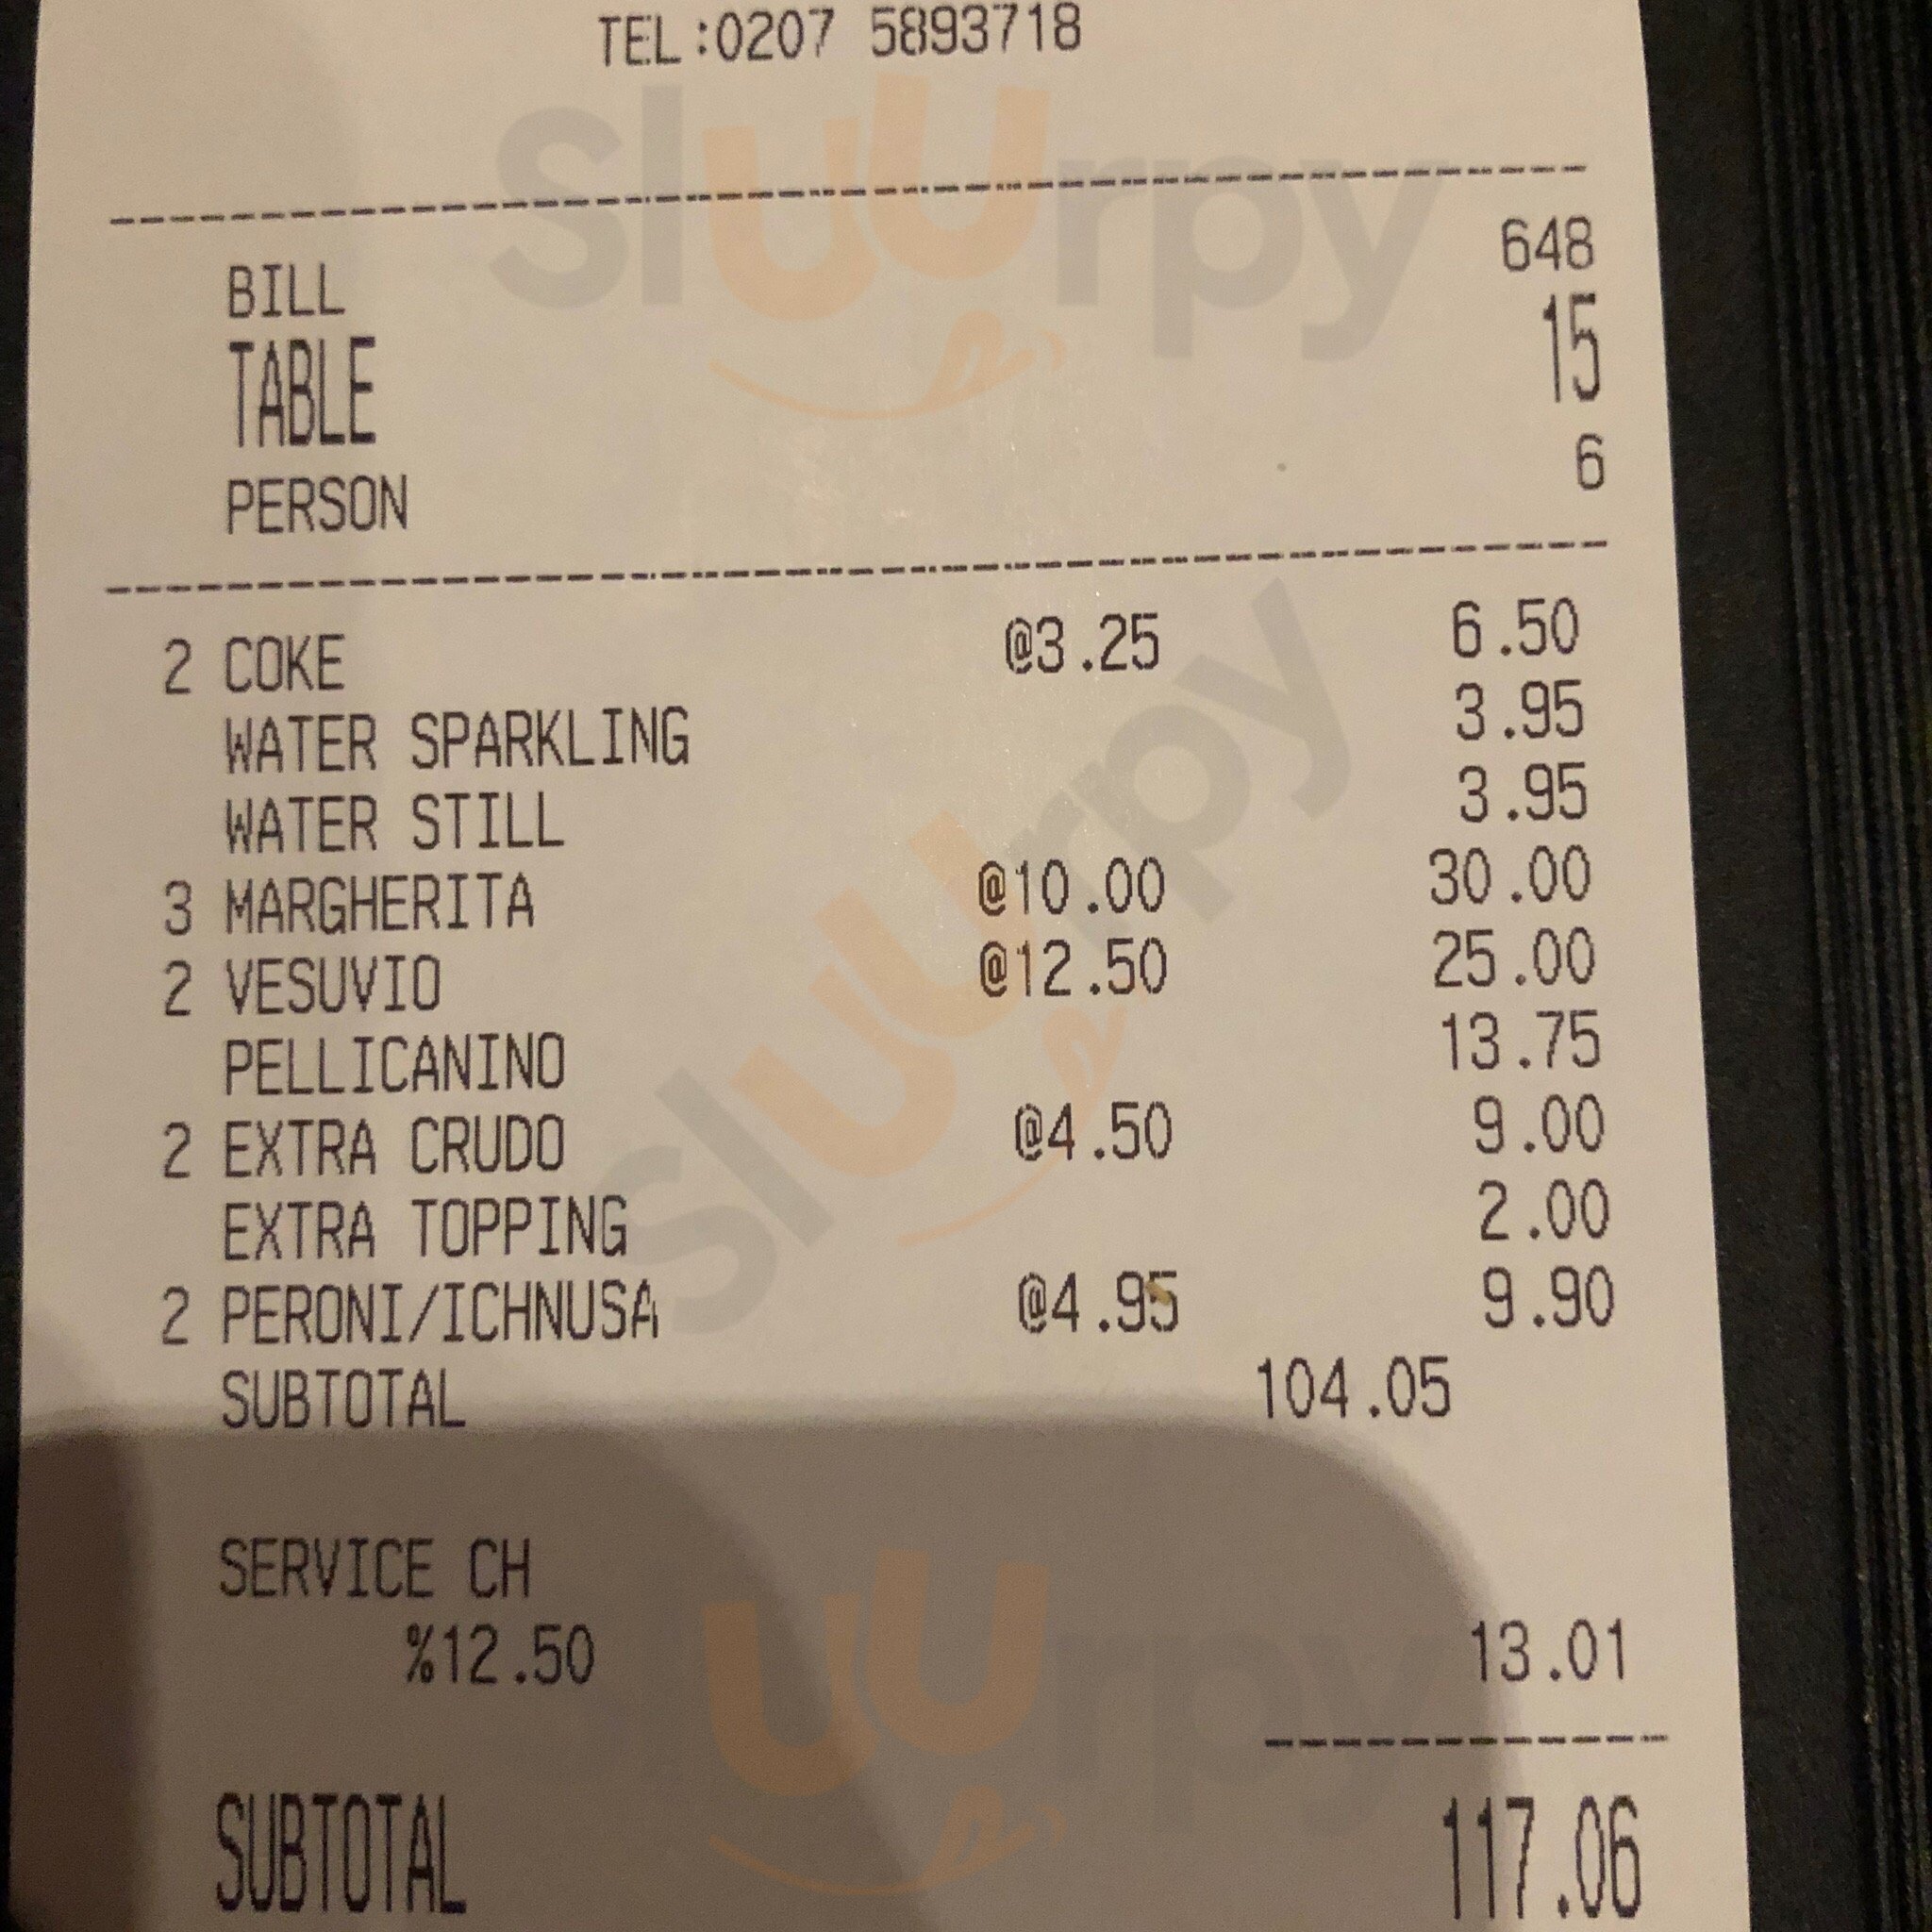 TEL:0207 5893718
BILL 648
TABLE 15
PERSON 6
2 COKE @3.25 6.50
WATER SPARKLING 3.95
WATER STILL 3.95
3 MARGHERITA @10.00 30.00
2 VESUVIO @12.50 25.00
PELLICANINO 13.75
2 EXTRA CRUDO @4.50 9.00
EXTRA TOPPING 2.00
2 PERONI/ICHNUSA @4.95 9.90
SUBTOTAL 104.05
SERVICE CH
%12.50 13.01
SUBTOTAL 117.06
Sluurpy
Sluurpy
uurpy